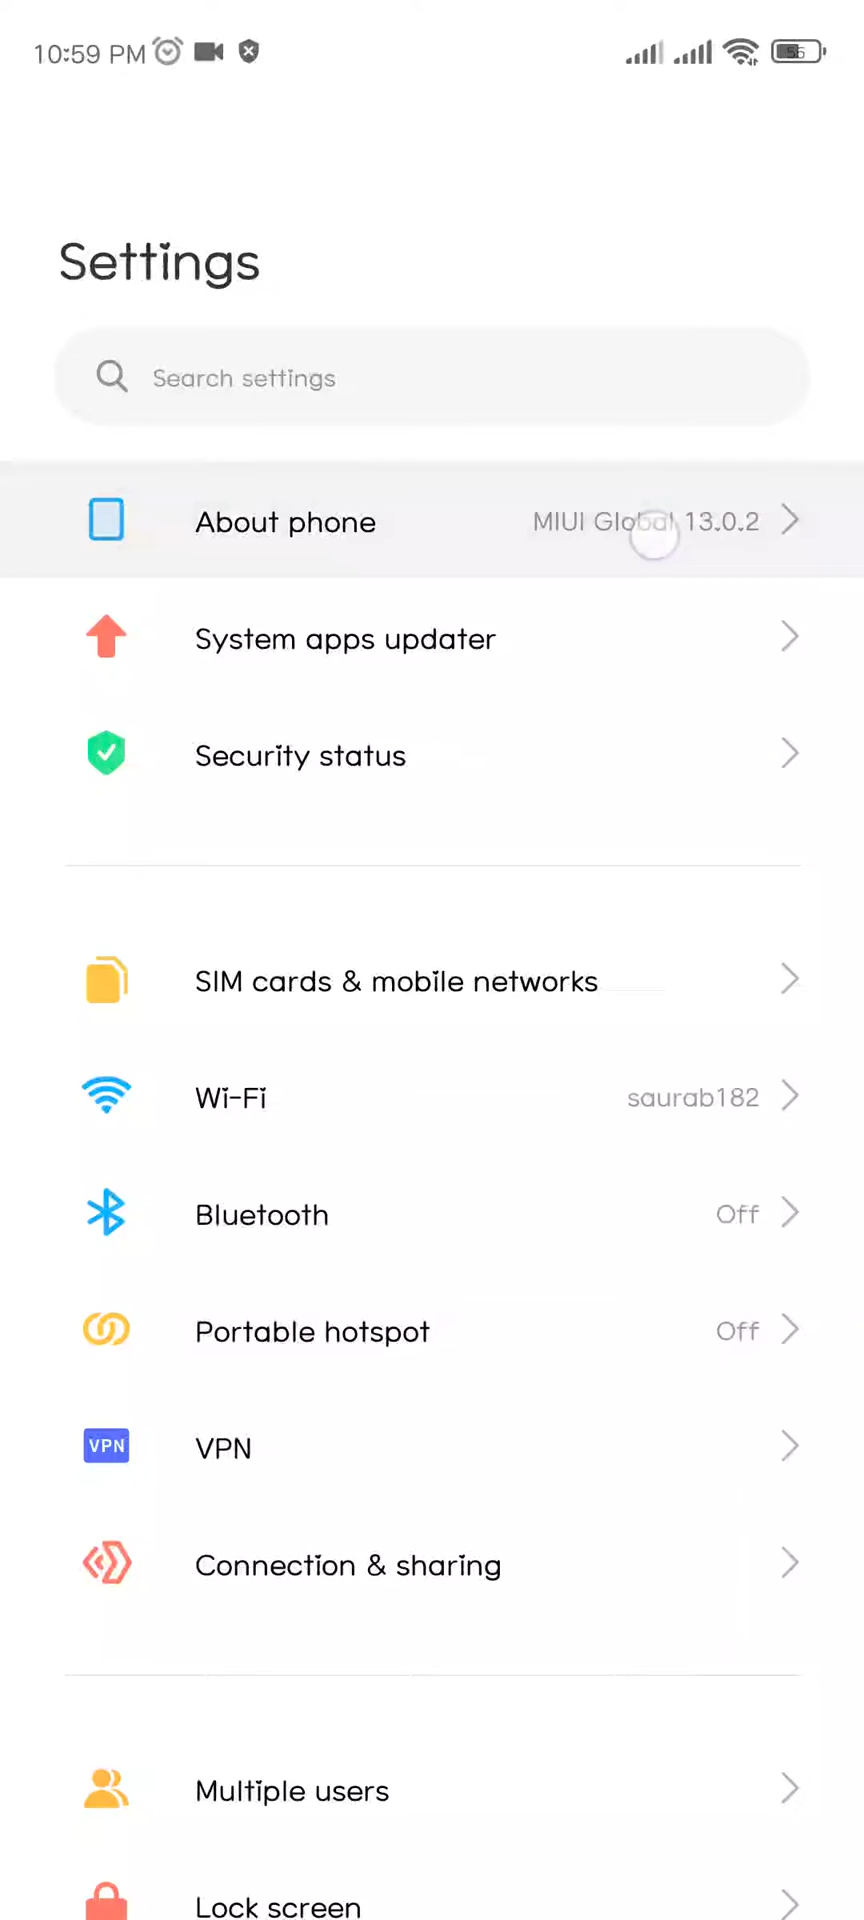 10:59 PM
55
Settings
Search settings
About phone
MIUI Global 13.0.2
System apps updater
Security status
SIM cards & mobile networks
Wi-Fi
saurab182
Bluetooth
Off
Portable hotspot
Off
VPN
VPN
Connection & sharing
Multiple users
Lock screen